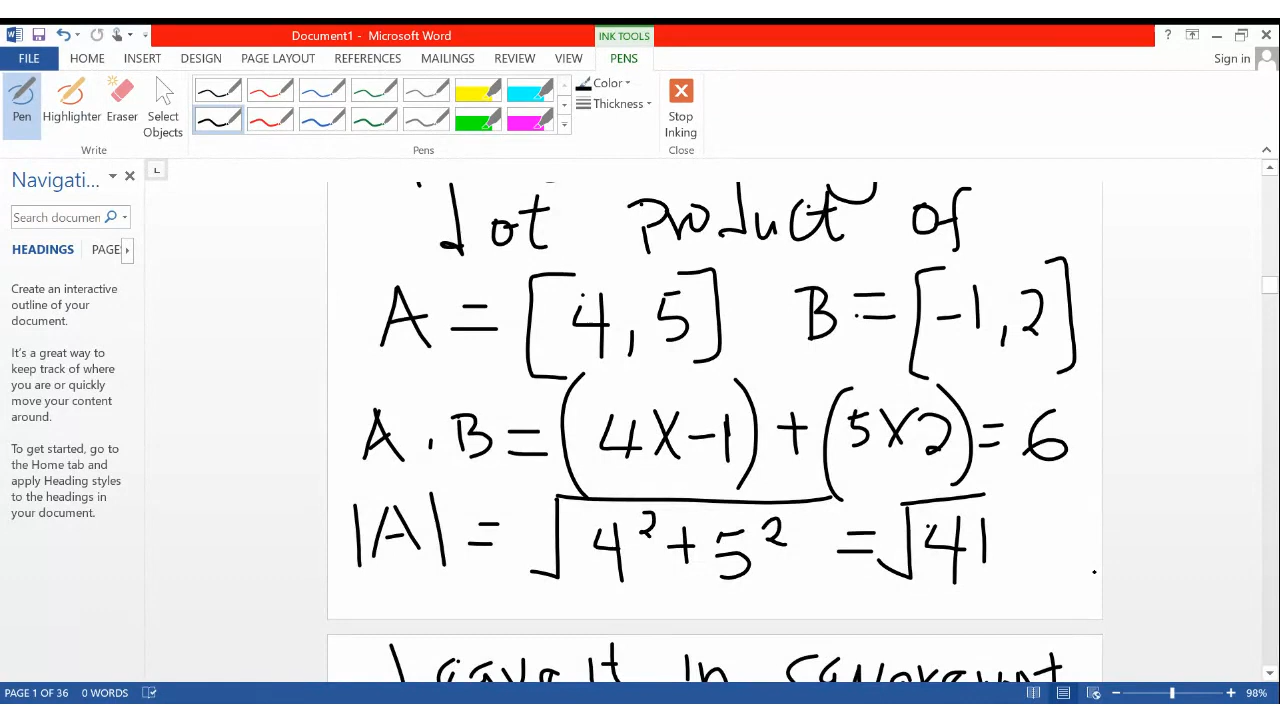 Document1 - Microsoft Word
INK TOOLS
?
FILE HOME INSERT DESIGN PAGE LAYOUT REFERENCES MAILINGS REVIEW VIEW PENS Sign in
Pen Highlighter Eraser Select Objects
Color
Thickness
Stop Inking
Write Pens Close
Navigati...
Search documen
HEADINGS PAGE
Create an interactive
outline of your
document.
It's a great way to
keep track of where
you are or quickly
move your content
around.
To get started, go to
the Home tab and
apply Heading styles
to the headings in
your document.
Dot product of
A = [4, 5] B = [-1, 2]
A . B = (4 X -1) + (5 X 2) = 6
|A| = √4² + 5² = √41
Leave it in
PAGE 1 OF 36 0 WORDS 98%